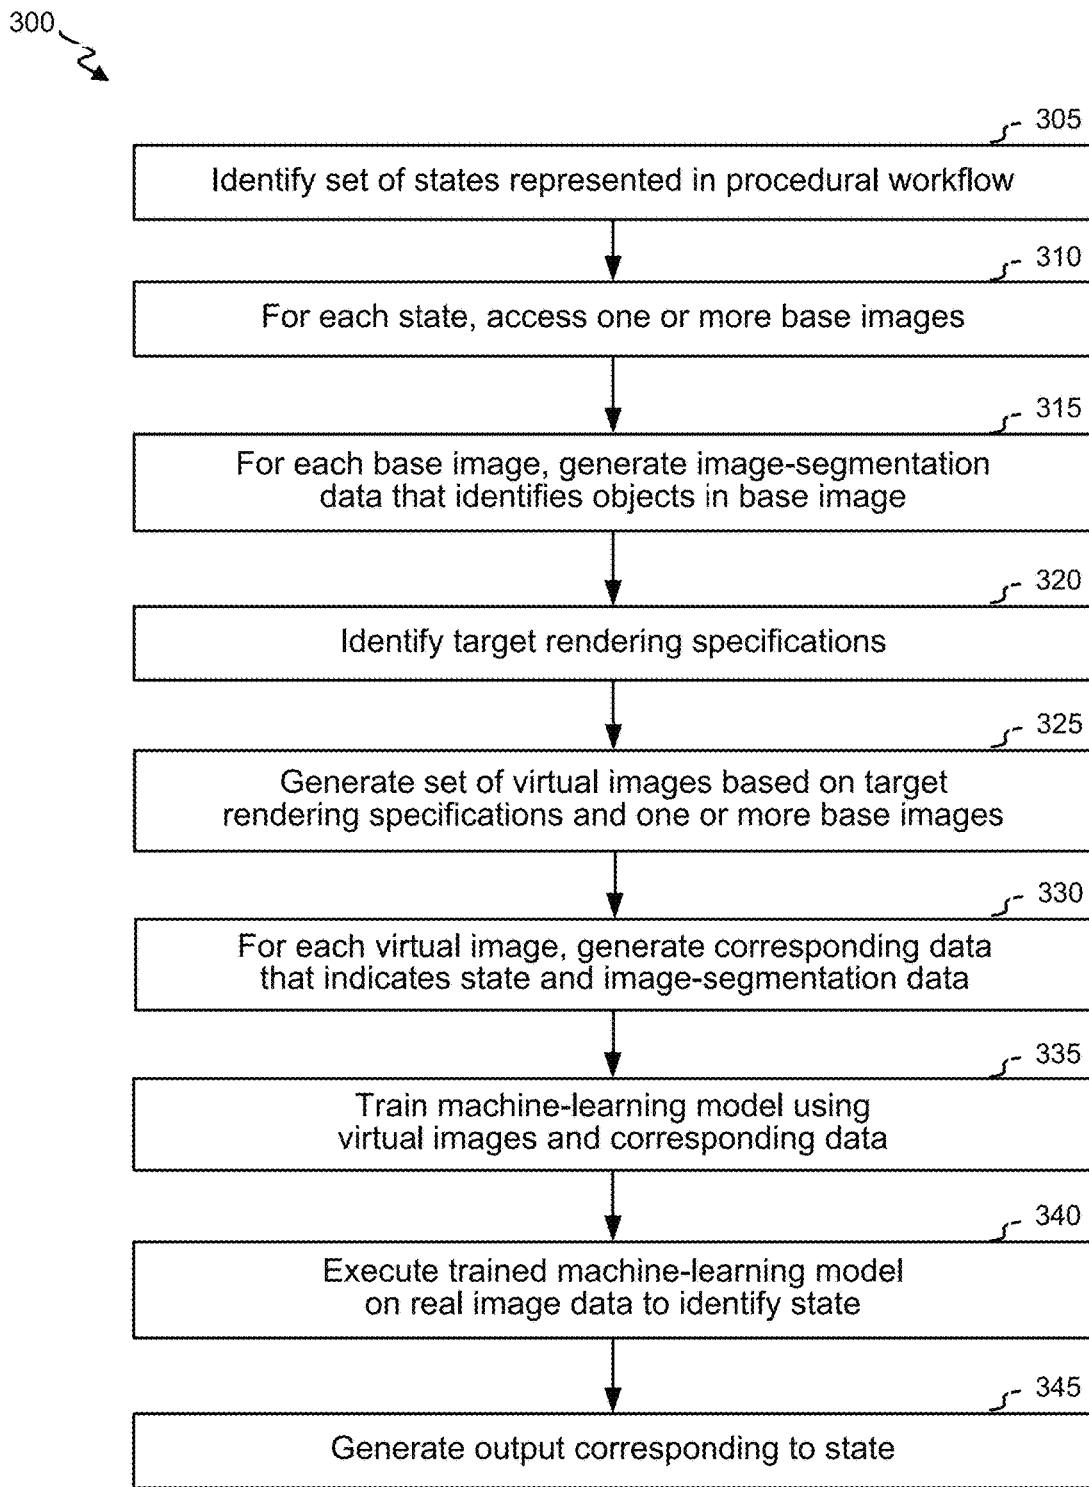 300
305
Identify set of states represented in procedural workflow
310
For each state, access one or more base images
315
For each base image, generate image-segmentation
data that identifies objects in base image
320
Identify target rendering specifications
325
Generate set of virtual images based on target
rendering specifications and one or more base images
330
For each virtual image, generate corresponding data
that indicates state and image-segmentation data
335
Train machine-learning model using
virtual images and corresponding data
340
Execute trained machine-learning model
on real image data to identify state
345
Generate output corresponding to state